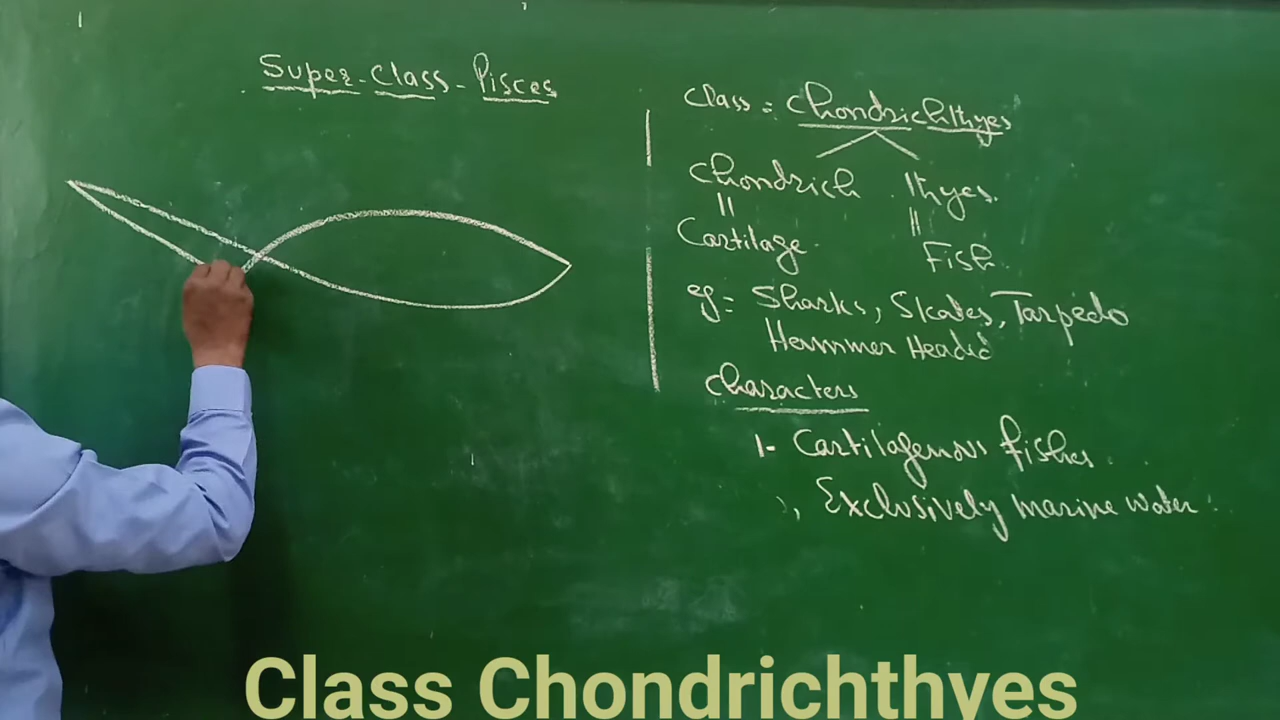 Super-Class-Pisces
Class = Chondrichthyes
Chondrich Ithyes.
॥ ॥
Cartilage. Fish.
eg = Sharks, Skates, Tarpedo
Hammer Headed
Characters
1- Cartilagenous fishes.
, Exclusively marine water.
Class Chondrichthyes